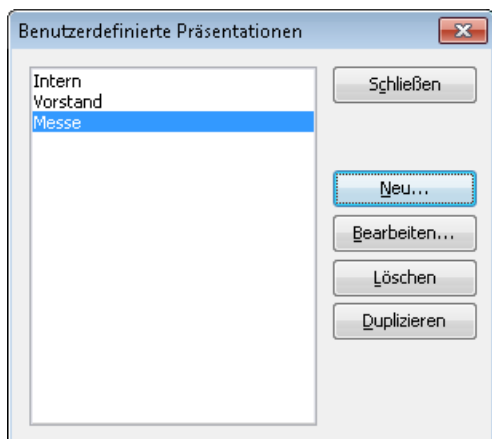 Benutzerdefinierte Präsentationen
Intern
Vorstand
Messe
Schließen
Neu...
Bearbeiten...
Löschen
Duplizieren